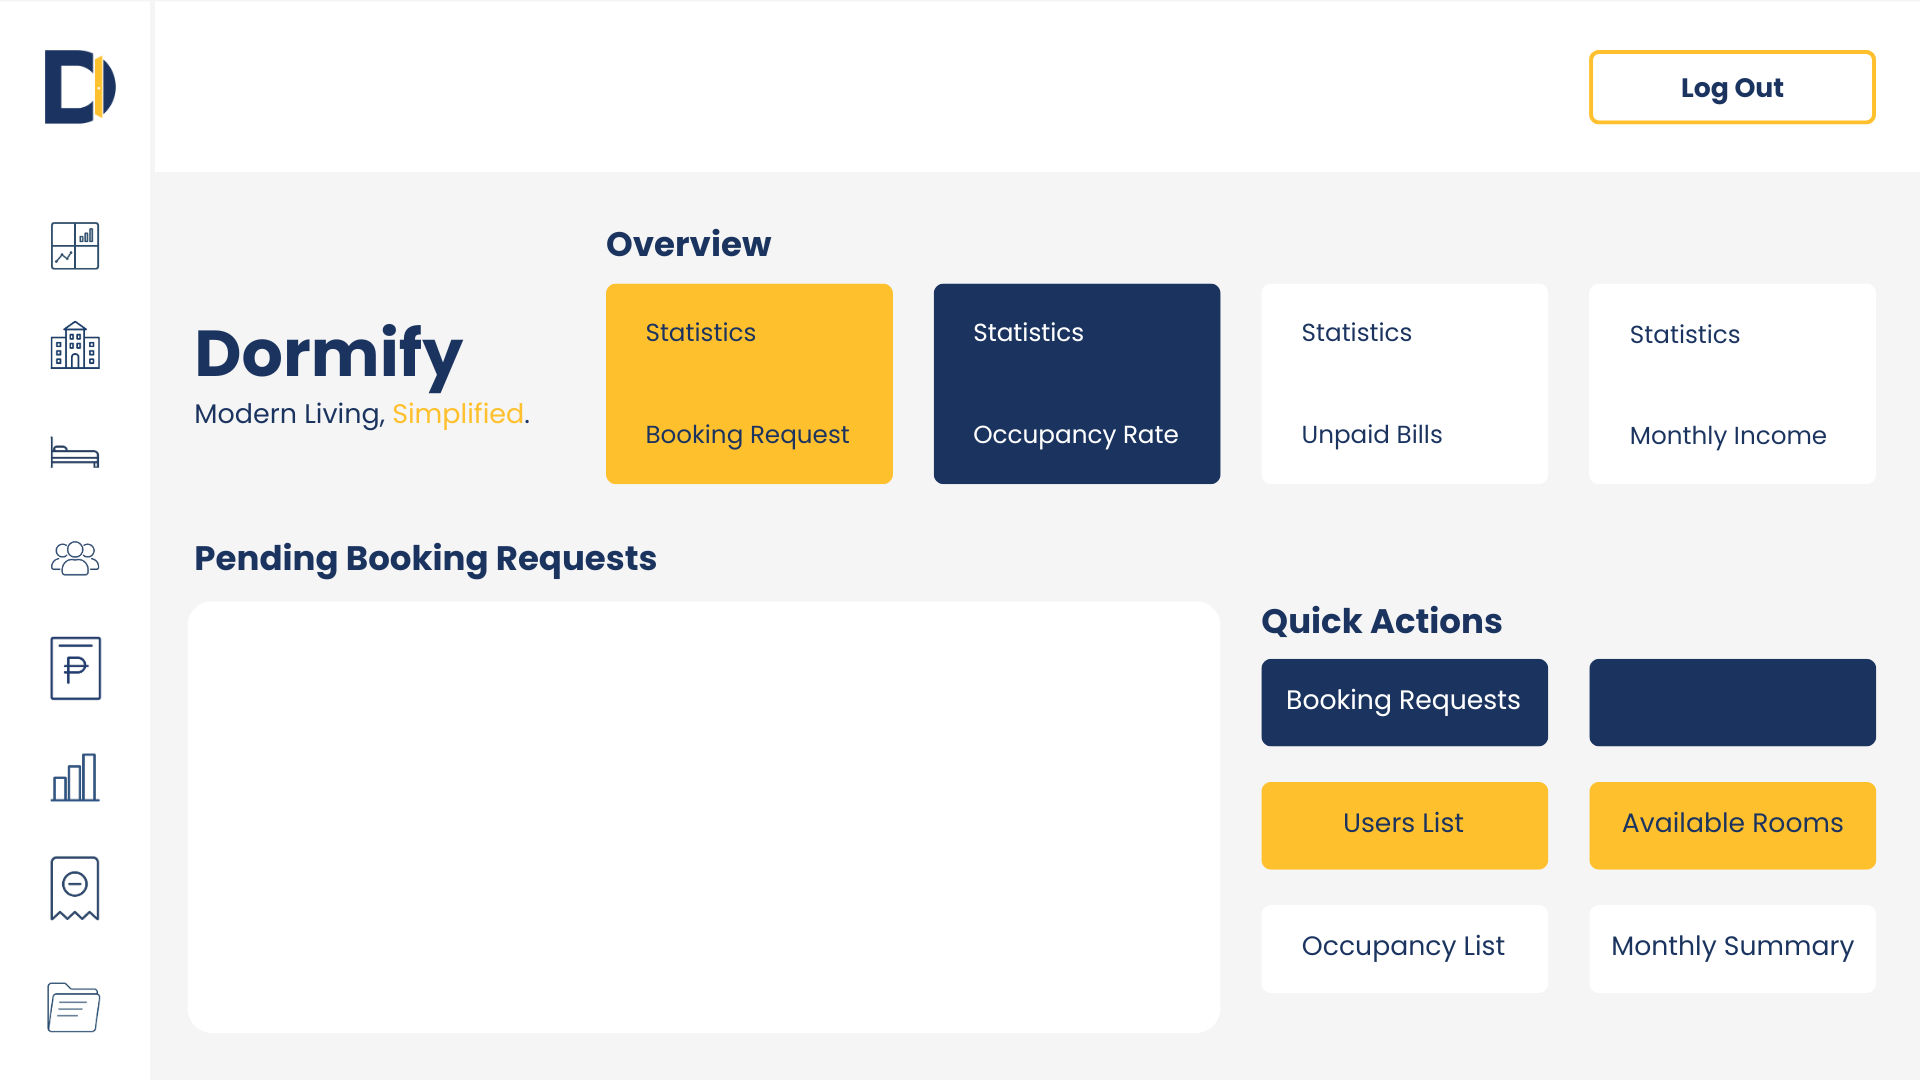 Log Out
Overview
Dormify
Modern Living, Simplified.
Statistics
Booking Request
Statistics
Occupancy Rate
Statistics
Unpaid Bills
Statistics
Monthly Income
Pending Booking Requests
Quick Actions
Booking Requests
Users List
Available Rooms
Occupancy List
Monthly Summary